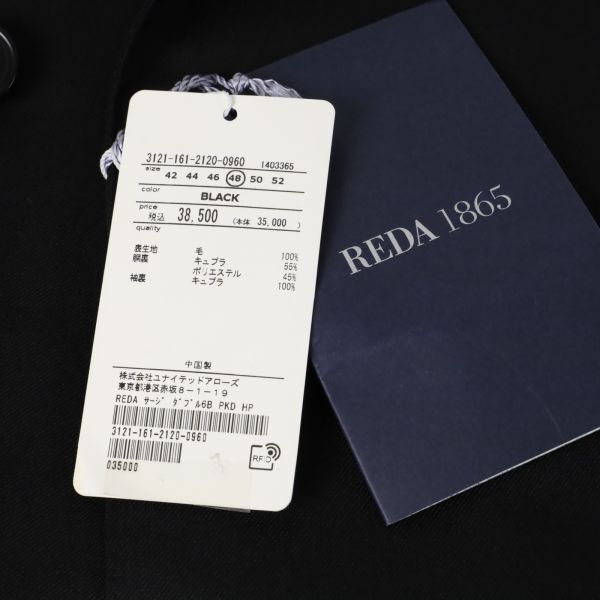 3121-161-2120-0960 1403365
size 42 44 46 48 50 52
color BLACK
price 税込 38,500 (本体 35,000)
quality
表生地 毛 100%
胴裏 キュプラ 55%
ポリエステル 45%
袖裏 キュプラ 100%
中国製
株式会社ユナイテッドアローズ
東京都港区赤坂8-1-19
REDA サージ ダブル6B PKD HP
3121-161-2120-0960
035000
RFID
REDA 1865